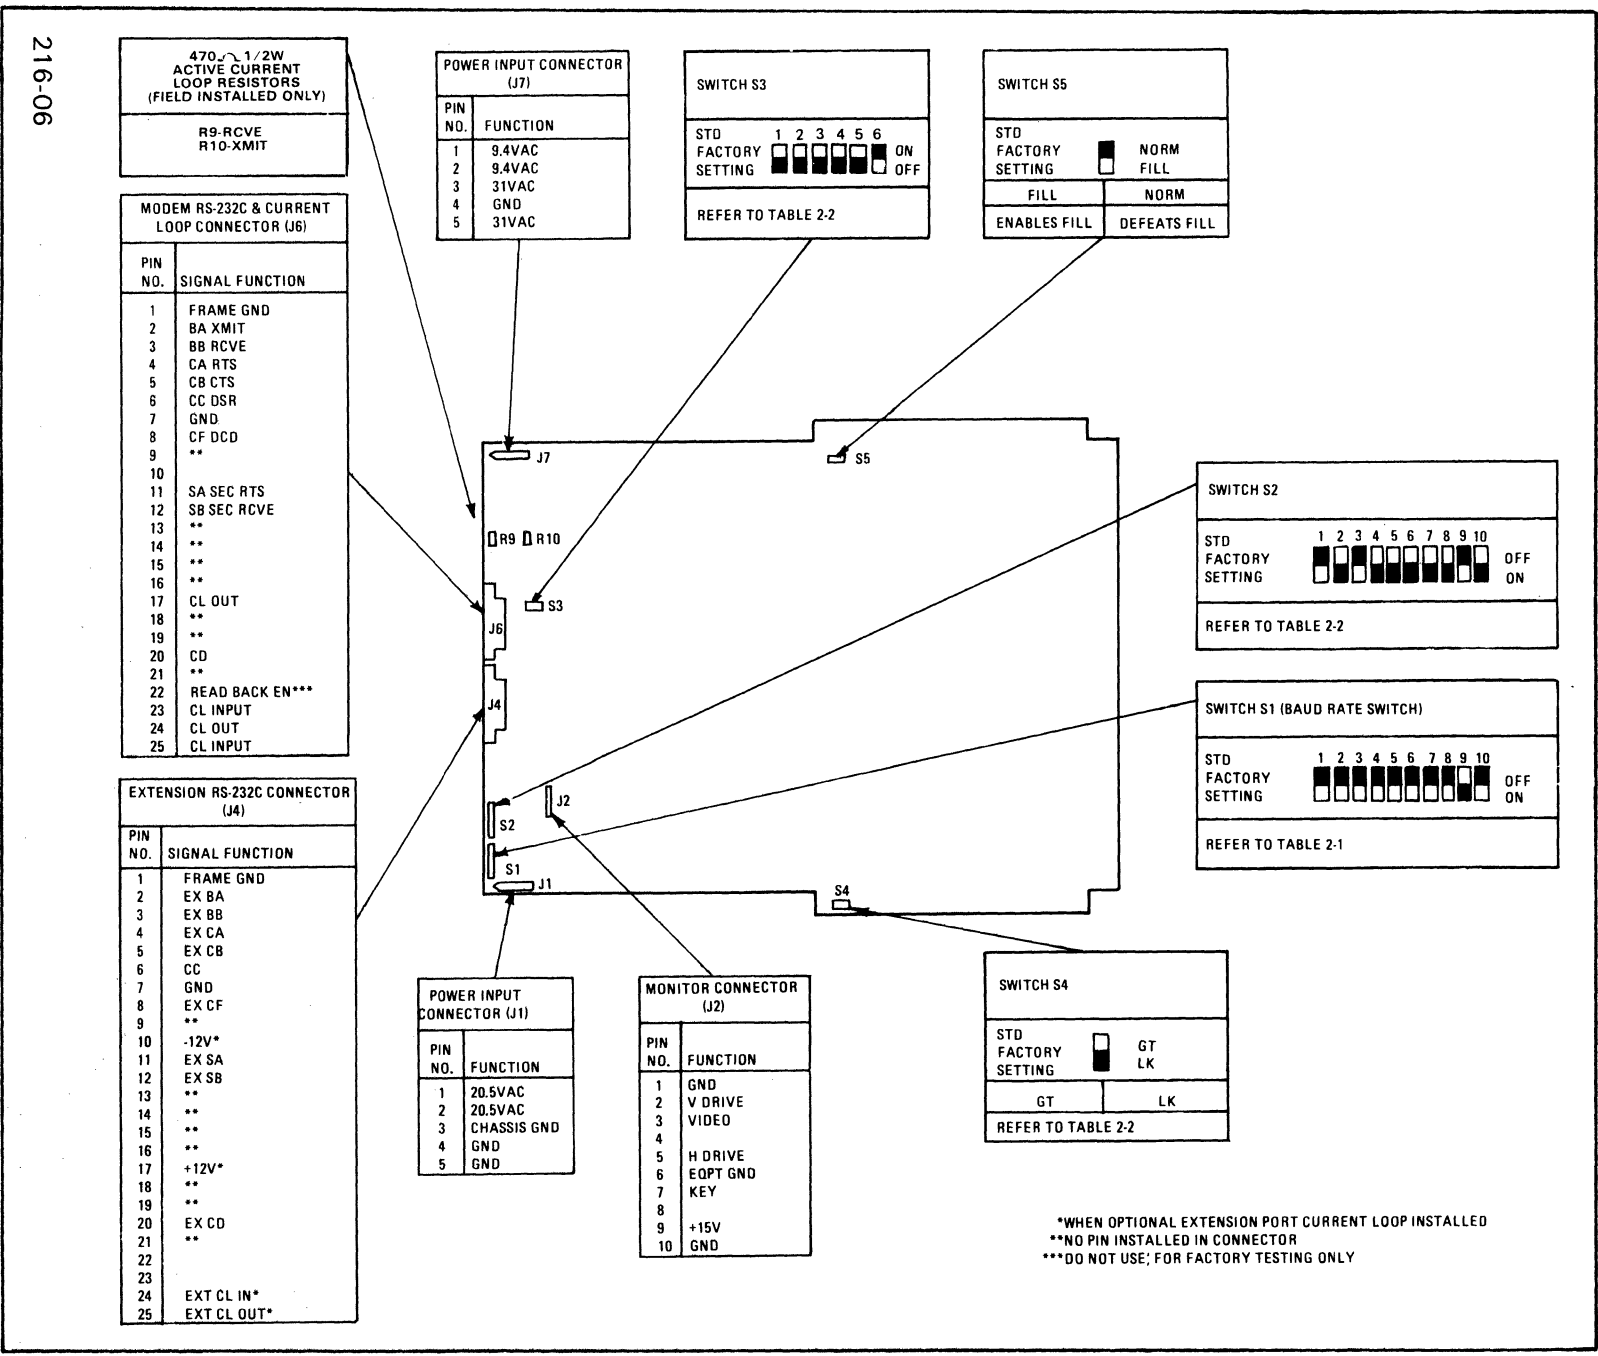 216-06
470 1/2W
ACTIVE CURRENT
LOOP RESISTORS
(FIELD INSTALLED ONLY)
R9-RCVE
R10-XMIT
MODEM RS-232C & CURRENT
LOOP CONNECTOR (J6)
PIN
NO. SIGNAL FUNCTION
1 FRAME GND
2 BA XMIT
3 BB RCVE
4 CA RTS
5 CB CTS
6 CC DSR
7 GND
8 CF DCD
9 **
10
11 SA SEC RTS
12 SB SEC RCVE
13 **
14 **
15 **
16 **
17 CL OUT
18 **
19 **
20 CD
21 **
22 READ BACK EN***
23 CL INPUT
24 CL OUT
25 CL INPUT
EXTENSION RS-232C CONNECTOR
(J4)
PIN
NO. SIGNAL FUNCTION
1 FRAME GND
2 EX BA
3 EX BB
4 EX CA
5 EX CB
6 CC
7 GND
8 EX CF
9 **
10 -12V*
11 EX SA
12 EX SB
13 **
14 **
15 **
16 **
17 +12V*
18 **
19 **
20 EX CD
21 **
22
23
24 EXT CL IN*
25 EXT CL OUT*
POWER INPUT CONNECTOR
(J7)
PIN
NO. FUNCTION
1 9.4VAC
2 9.4VAC
3 31VAC
4 GND
5 31VAC
SWITCH S3
STD 1 2 3 4 5 6
FACTORY ON
SETTING OFF
REFER TO TABLE 2-2
SWITCH S5
STD
FACTORY NORM
SETTING FILL
FILL NORM
ENABLES FILL DEFEATS FILL
J7
S5
R9 R10
S3
J6
J4
J2
S2
S1
J1
S4
SWITCH S2
STD 1 2 3 4 5 6 7 8 9 10
FACTORY OFF
SETTING ON
REFER TO TABLE 2-2
SWITCH S1 (BAUD RATE SWITCH)
STD 1 2 3 4 5 6 7 8 9 10
FACTORY OFF
SETTING ON
REFER TO TABLE 2-1
POWER INPUT
CONNECTOR (J1)
PIN
NO. FUNCTION
1 20.5VAC
2 20.5VAC
3 CHASSIS GND
4 GND
5 GND
MONITOR CONNECTOR
(J2)
PIN
NO. FUNCTION
1 GND
2 V DRIVE
3 VIDEO
4
5 H DRIVE
6 EQPT GND
7 KEY
8
9 +15V
10 GND
SWITCH S4
STD GT
FACTORY LK
SETTING
GT LK
REFER TO TABLE 2-2
*WHEN OPTIONAL EXTENSION PORT CURRENT LOOP INSTALLED
**NO PIN INSTALLED IN CONNECTOR
***DO NOT USE; FOR FACTORY TESTING ONLY